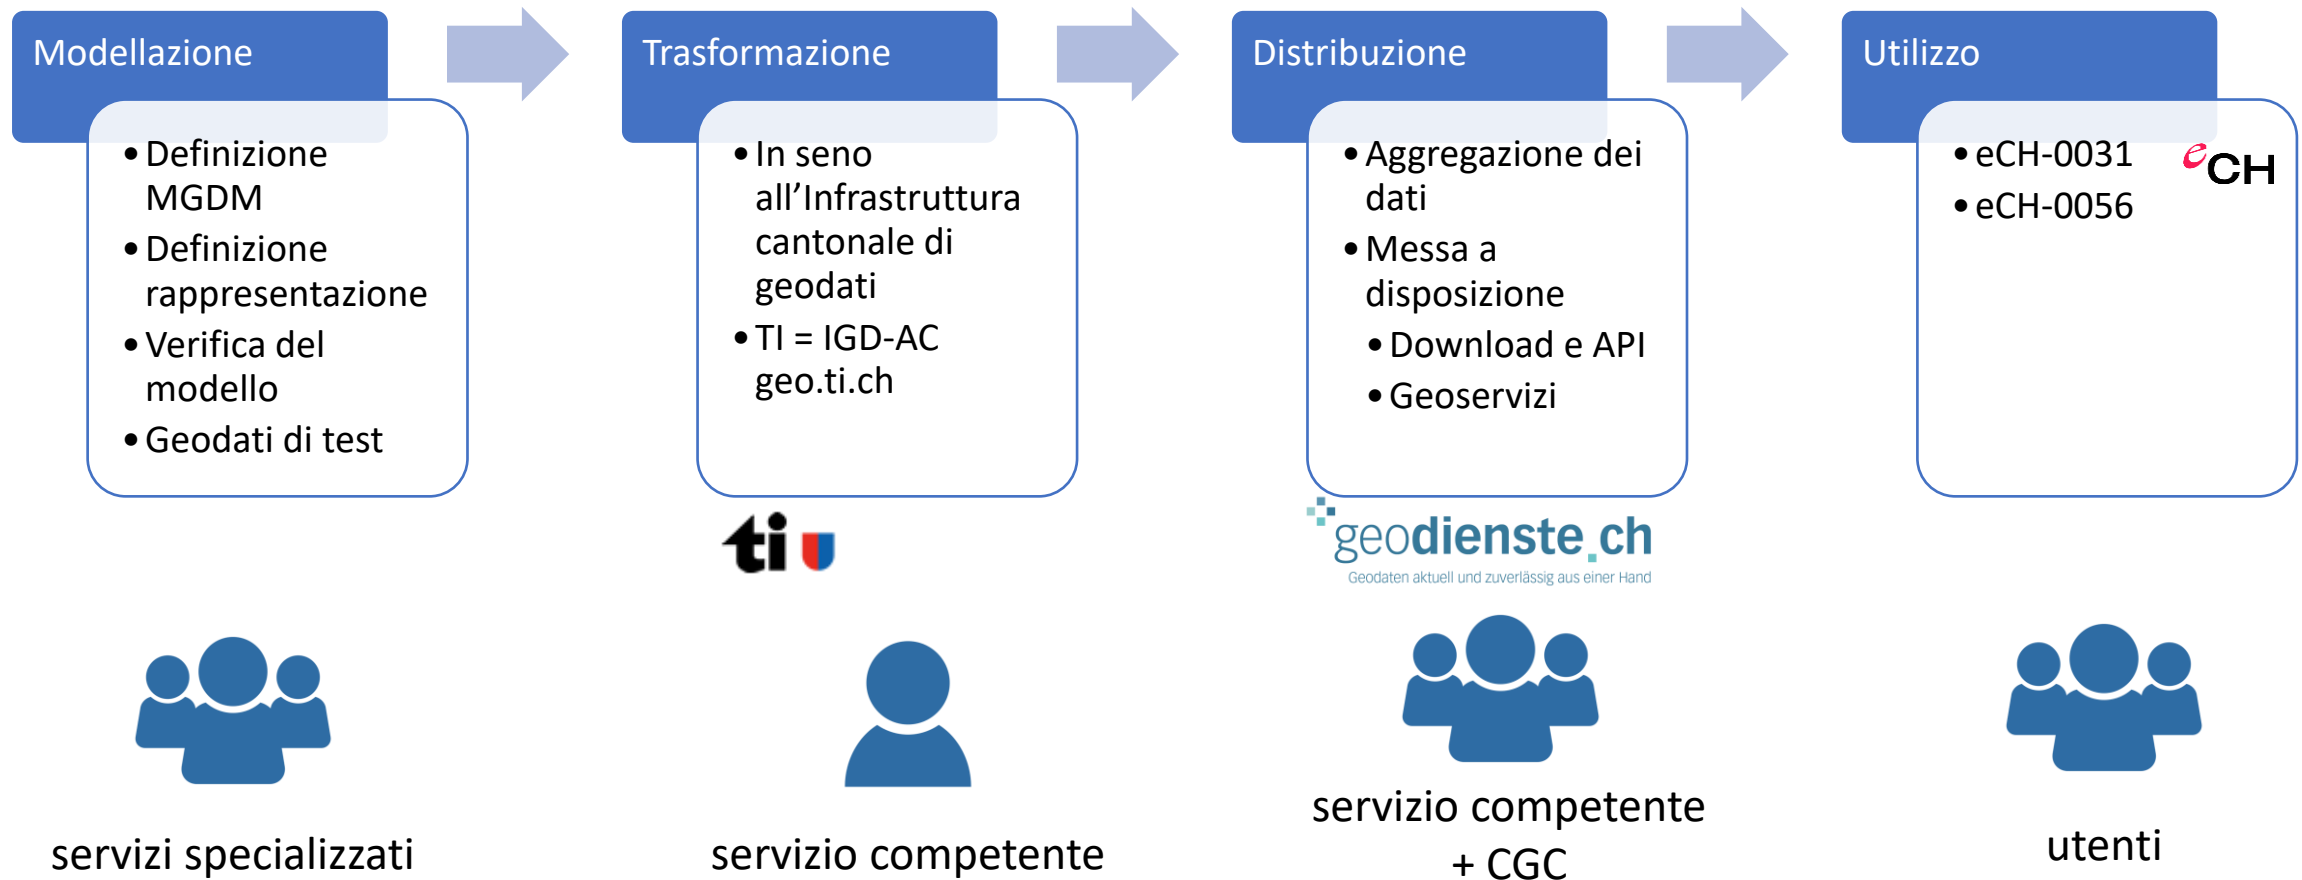 Modellazione
• Definizione
MGDM
• Definizione
rappresentazione
• Verifica del
modello
• Geodati di test
servizi specializzati
Trasformazione
• In seno
all’Infrastruttura
cantonale di
geodati
• TI = IGD-AC
geo.ti.ch
ti
servizio competente
Distribuzione
• Aggregazione dei
dati
• Messa a
disposizione
• Download e API
• Geoservizi
geodienste.ch
Geodaten aktuell und zuverlässig aus einer Hand
servizio competente
+ CGC
Utilizzo
• eCH-0031
• eCH-0056
eCH
utenti